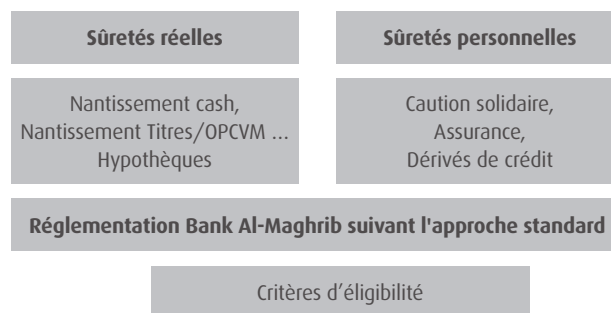 Sûretés réelles
Sûretés personnelles
Nantissement cash,
Nantissement Titres/OPCVM ...
Hypothèques
Caution solidaire,
Assurance,
Dérivés de crédit
Réglementation Bank Al-Maghrib suivant l'approche standard
Critères d’éligibilité